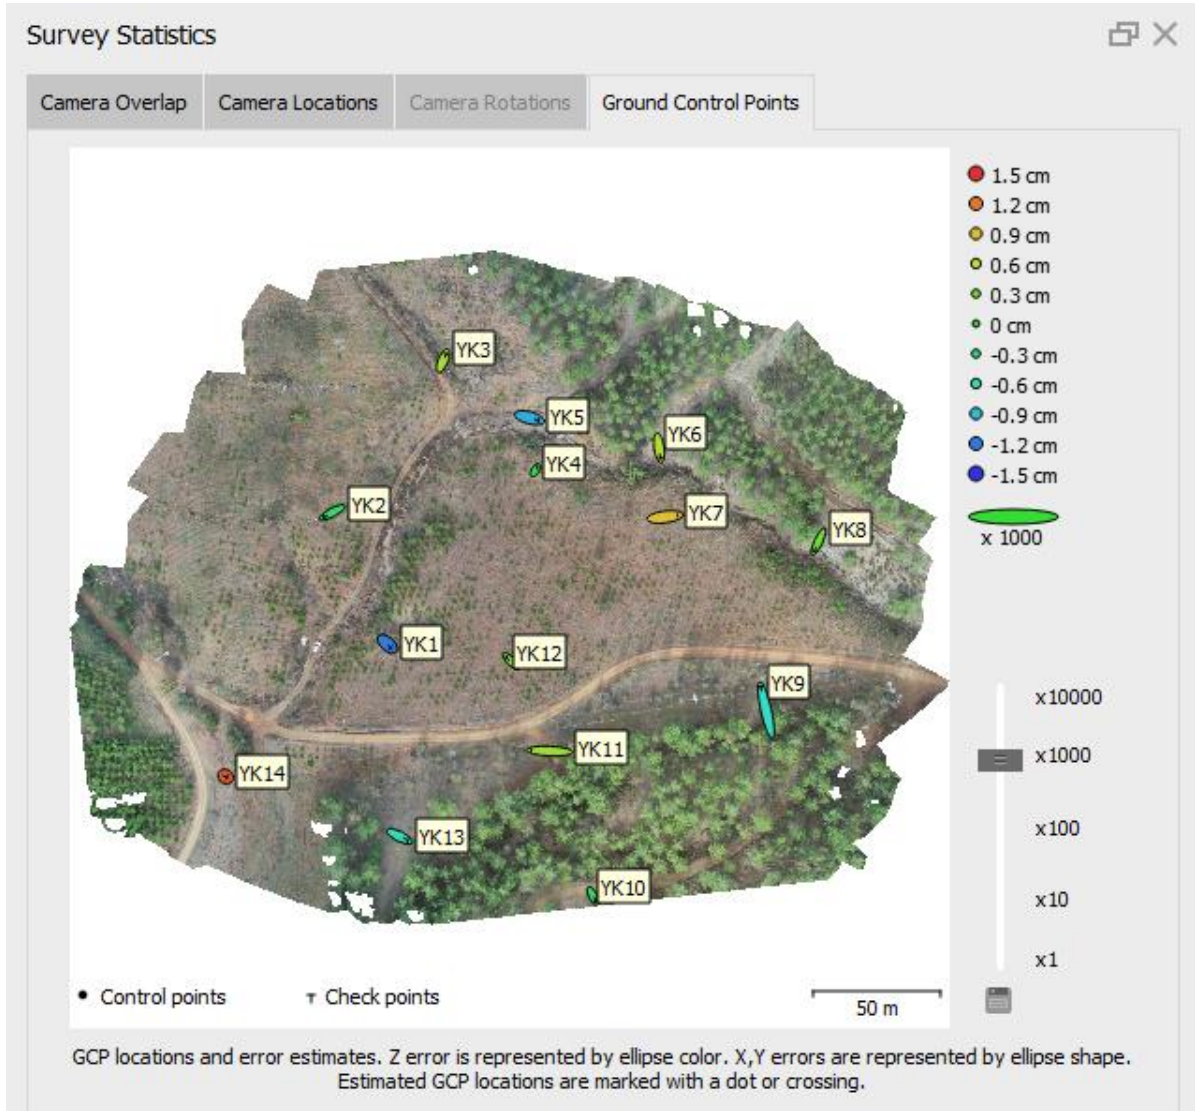 Survey Statistics
Camera Overlap Camera Locations Camera Rotations Ground Control Points
1.5 cm
1.2 cm
0.9 cm
0.6 cm
0.3 cm
0 cm
-0.3 cm
-0.6 cm
-0.9 cm
-1.2 cm
-1.5 cm
x 1000
YK3
YK5
YK6
YK4
YK2
YK7
YK8
YK1
YK12
YK9
YK11
YK14
YK13
YK10
x10000
x1000
x100
x10
x1
Control points Check points
50 m
GCP locations and error estimates. Z error is represented by ellipse color. X,Y errors are represented by ellipse shape.
Estimated GCP locations are marked with a dot or crossing.